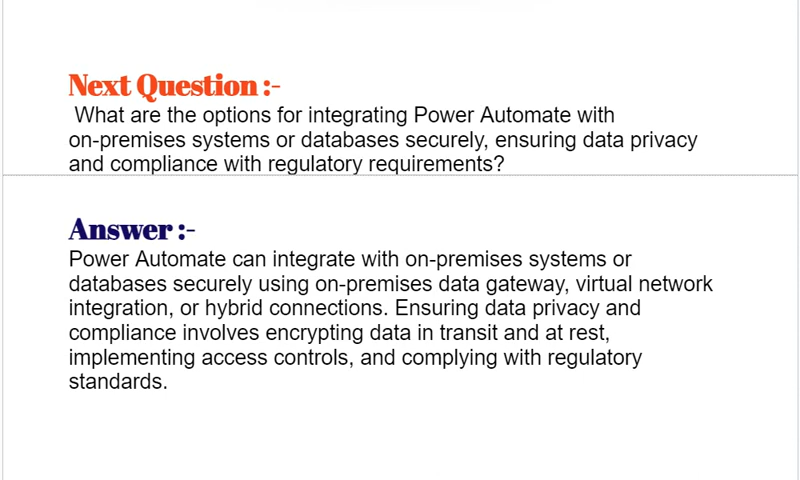 Next Question :-
What are the options for integrating Power Automate with
on-premises systems or databases securely, ensuring data privacy
and compliance with regulatory requirements?
Answer :-
Power Automate can integrate with on-premises systems or
databases securely using on-premises data gateway, virtual network
integration, or hybrid connections. Ensuring data privacy and
compliance involves encrypting data in transit and at rest,
implementing access controls, and complying with regulatory
standards.